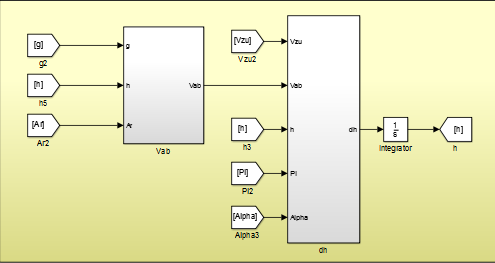 [g]
g2
g
[h]
h5
h
[Ar]
Ar2
Ar
Vab
Vab
[Vzu]
Vzu2
Vzu
Vab
[h]
h3
h
[Pl]
Pl2
Pl
[Alpha]
Alpha3
Alpha
dh
dh
1
s
Integrator
[h]
h